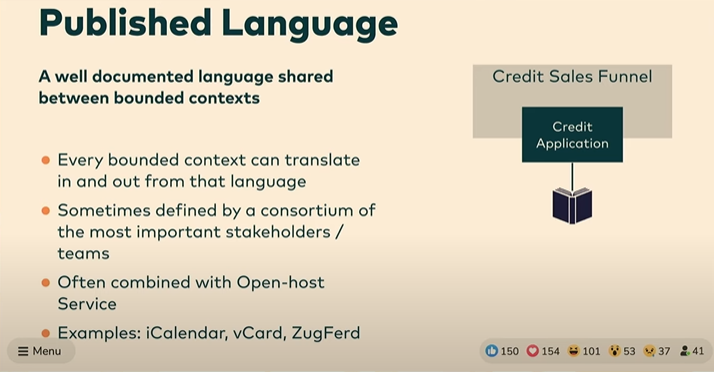 Published Language
A well documented language shared
between bounded contexts
Every bounded context can translate
in and out from that language
Sometimes defined by a consortium of
the most important stakeholders /
teams
Often combined with Open-host
Service
Examples: iCalendar, vCard, ZugFerd
Credit Sales Funnel
Credit
Application
Menu
150
154
101
53
37
41